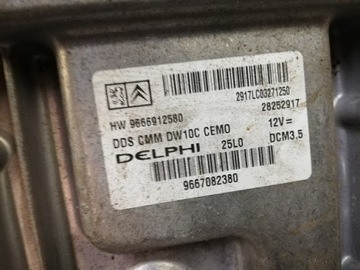 2917LC03271250
28252917
HW 9666912580
DDS CMM DW10C CEMO 12V=
DELPHI 25L0 DCM3.5
9667082380